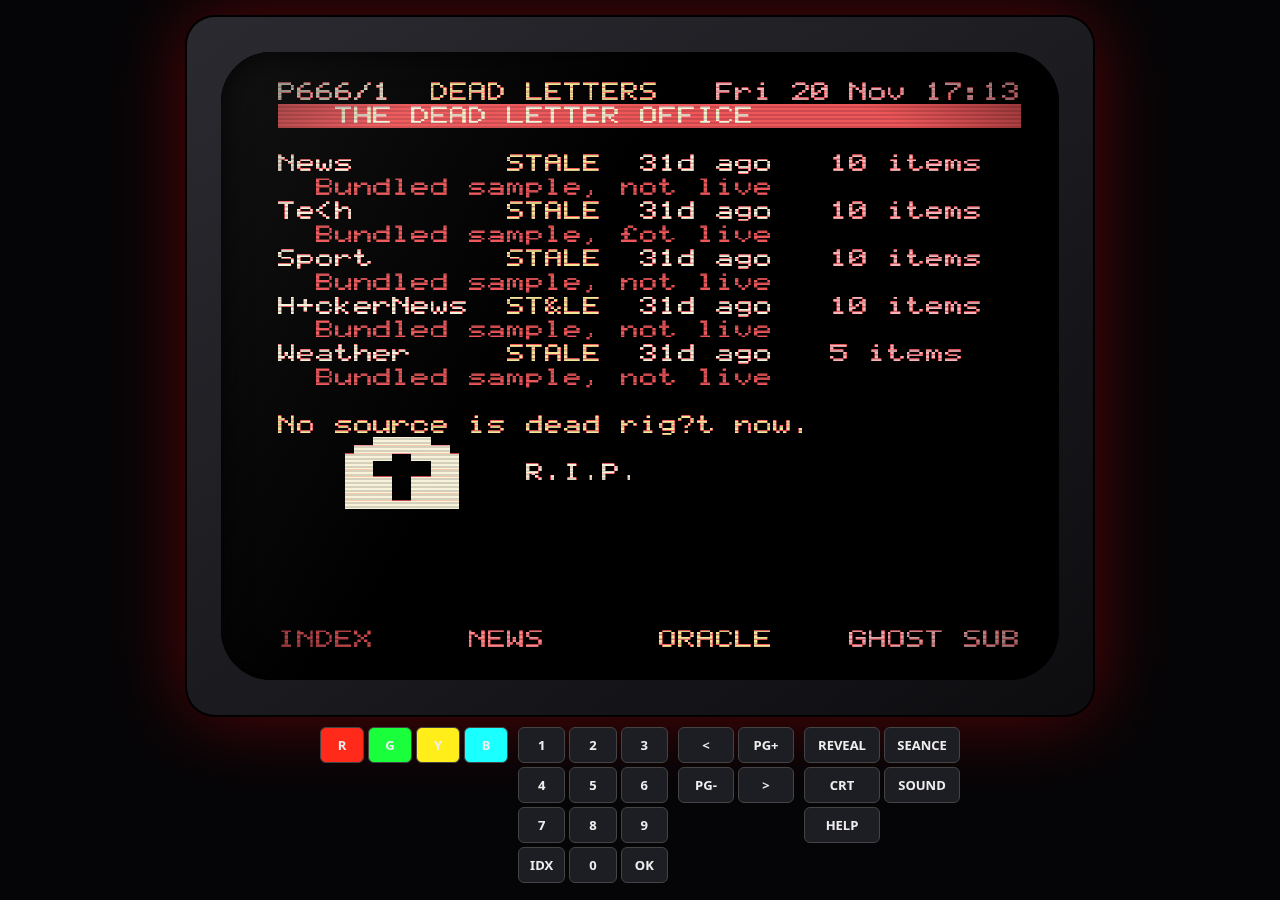 P666/1 DEAD LETTERS Fri 20 Nov 17:13
THE DEAD LETTER OFFICE
News STALE 31d ago 10 items
Bundled sample, not live
Te<h STALE 31d ago 10 items
Bundled sample, £ot live
Sport STALE 31d ago 10 items
Bundled sample, not live
H+ckerNews ST&LE 31d ago 10 items
Bundled sample, not live
Weather STALE 31d ago 5 items
Bundled sample, not live
No source is dead rig?t now.
R.I.P.
INDEX NEWS ORACLE GHOST SUB
R G Y B 1 2 3 < PG+ REVEAL SEANCE
4 5 6 PG- > CRT SOUND
7 8 9 HELP
IDX 0 OK